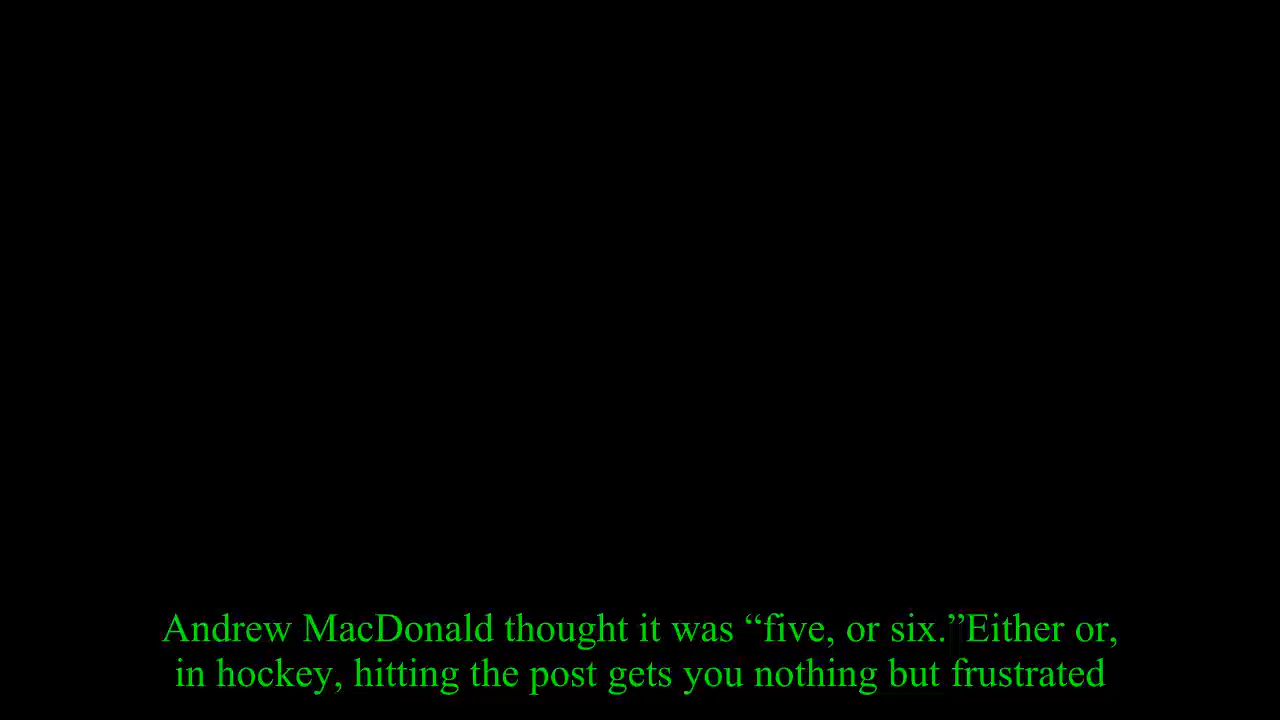 Andrew MacDonald thought it was “five, or six.”Either or,
in hockey, hitting the post gets you nothing but frustrated